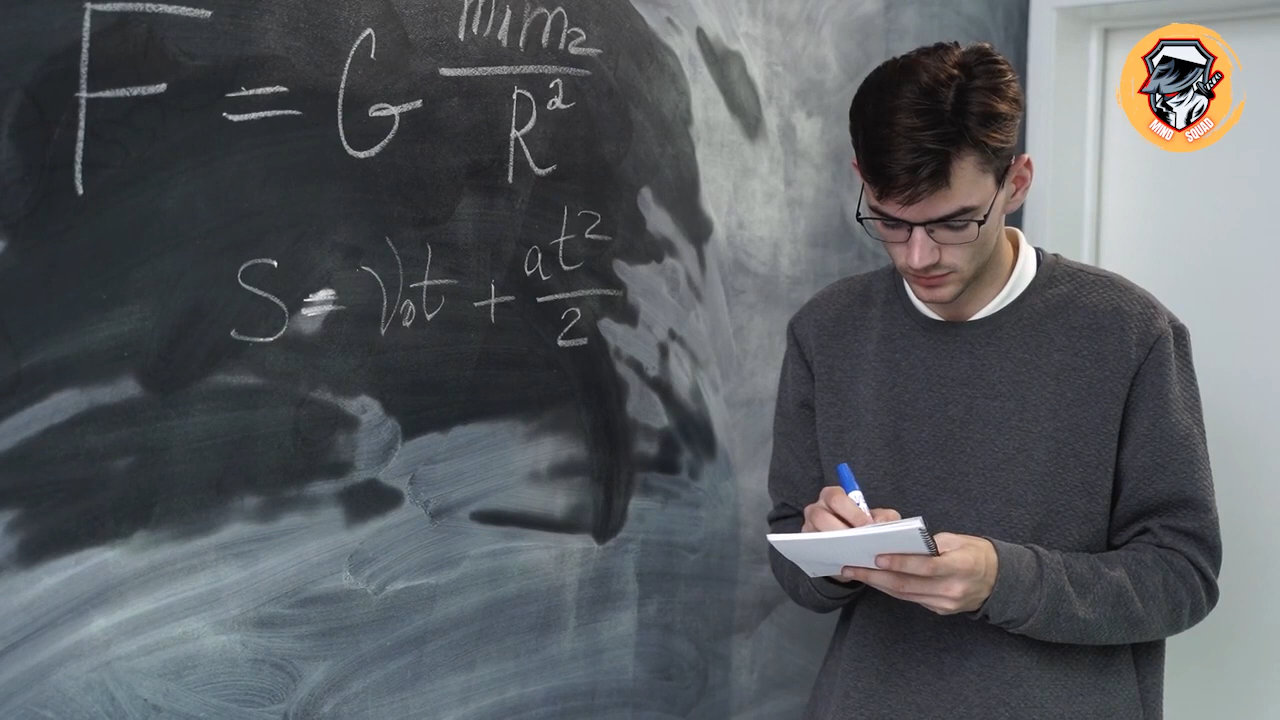 F = G m₁m₂ / R²
S = V₀t + at² / 2
MIND SQUAD